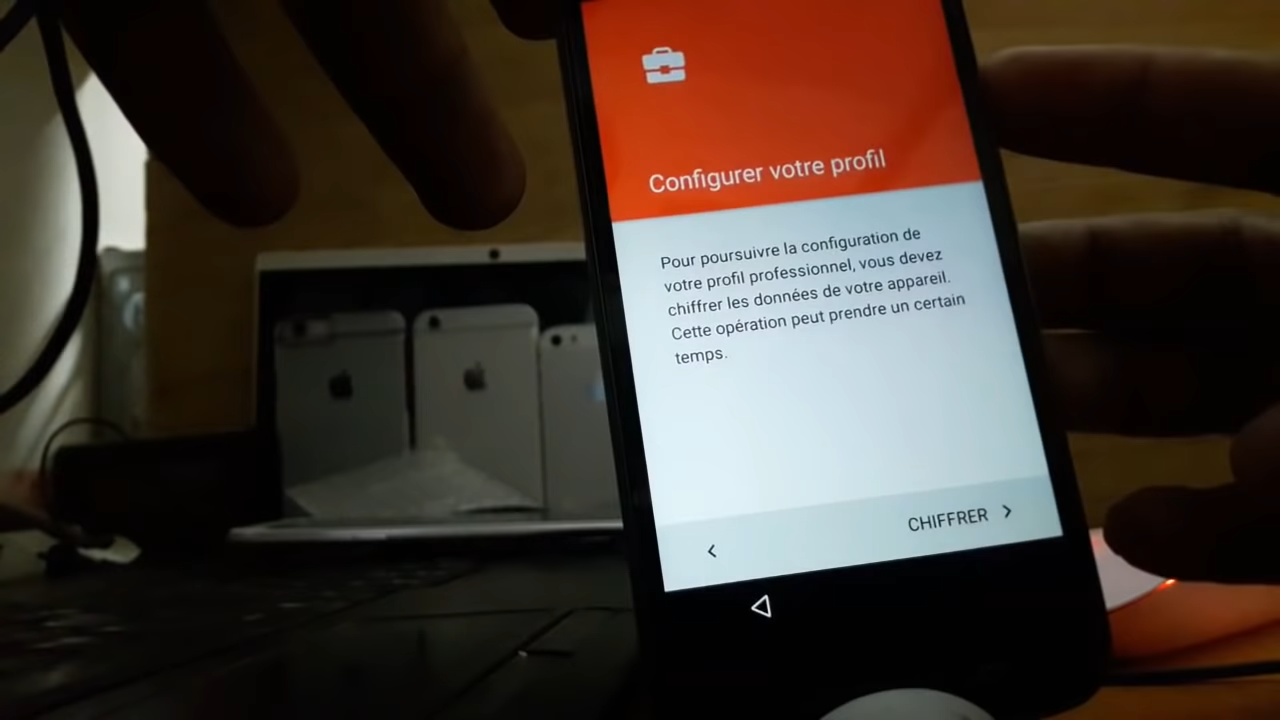 Configurer votre profil
Pour poursuivre la configuration de
votre profil professionnel, vous devez
chiffrer les données de votre appareil.
Cette opération peut prendre un certain
temps.
CHIFFRER